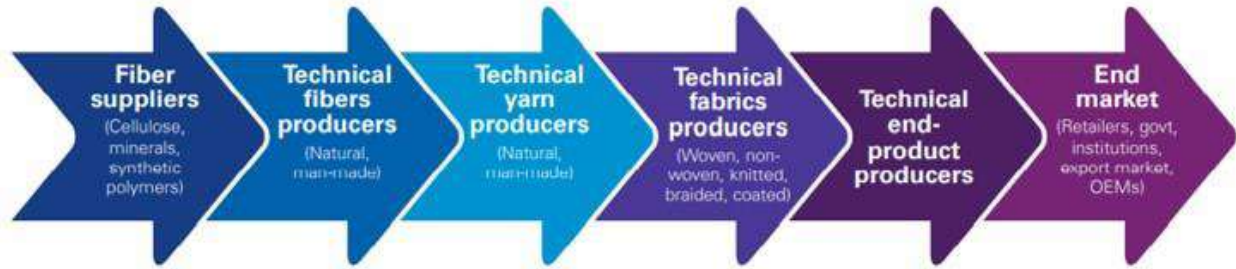 Fiber
suppliers
(Cellulose,
minerals,
synthetic
polymers)
Technical
fibers
producers
(Natural,
man-made)
Technical
yarn
producers
(Natural,
man-made)
Technical
fabrics
producers
(Woven, non-
woven, knitted,
braided, coated)
Technical
end-
product
producers
End
market
(Retailers, govt,
institutions,
export market,
OEMs)